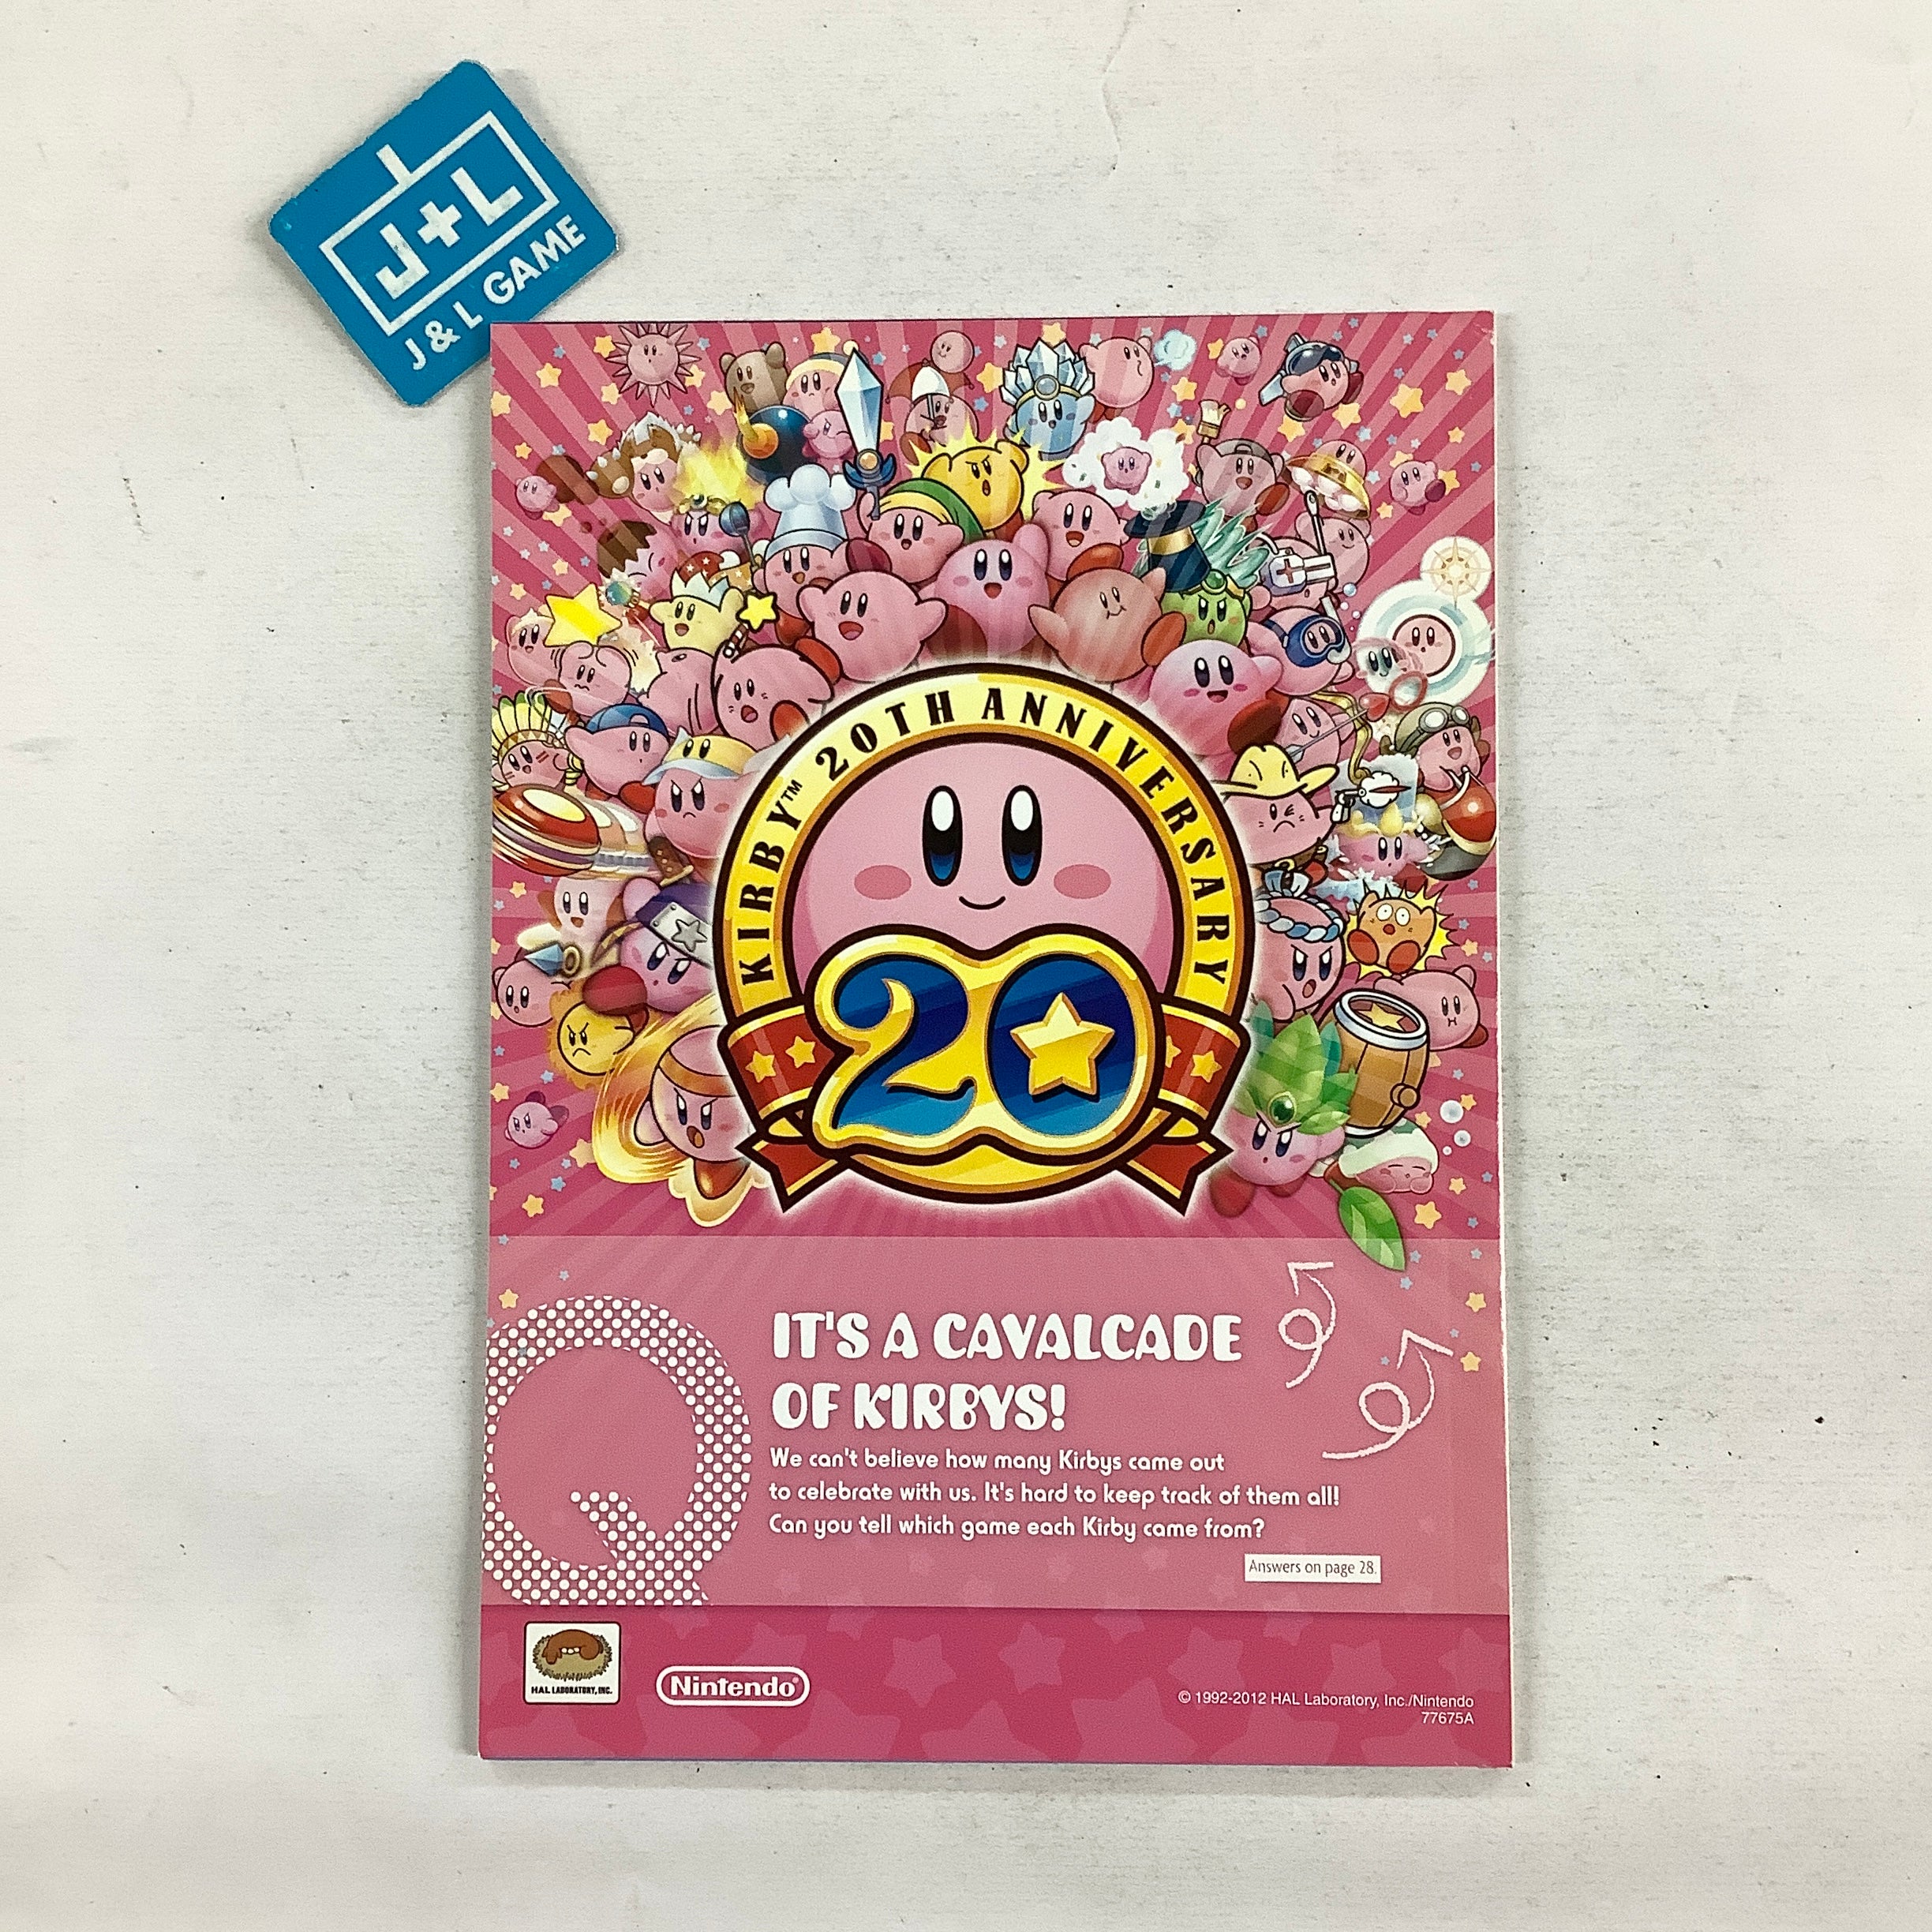 J+L
J & L GAME
KIRBY™ 20TH ANNIVERSARY
20
IT'S A CAVALCADE
OF KIRBYS!
We can't believe how many Kirbys came out
to celebrate with us. It's hard to keep track of them all!
Can you tell which game each Kirby came from?
Answers on page 28.
Q
HAL LABORATORY, INC.
Nintendo®
© 1992-2012 HAL Laboratory, Inc./Nintendo
77675A